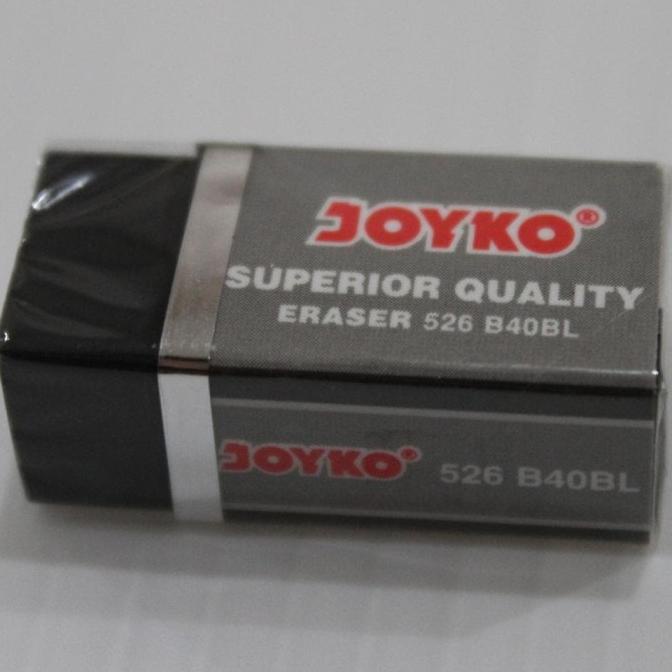 JOYKO®
SUPERIOR QUALITY
ERASER 526 B40BL
JOYKO® 526 B40BL